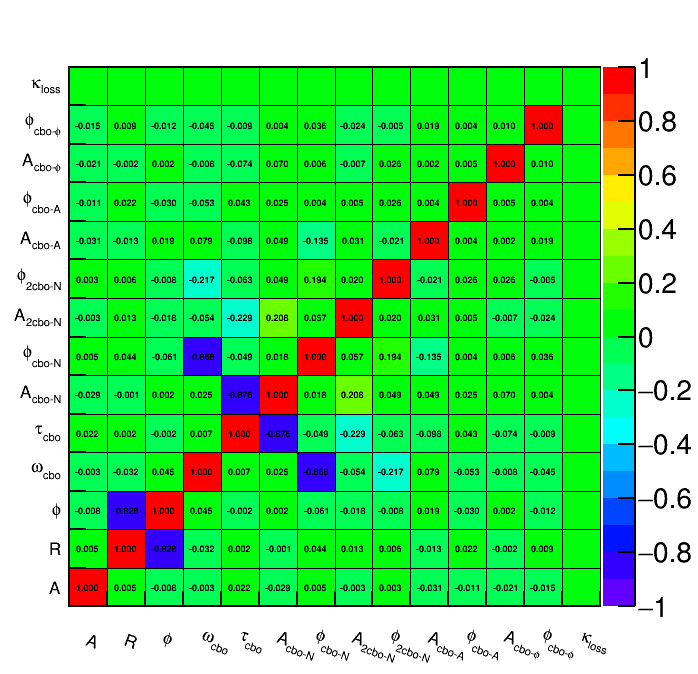 κloss
ϕcbo-ϕ -0.015 0.009 -0.012 -0.045 -0.009 0.004 0.036 -0.024 -0.005 0.019 0.004 0.010 1.000
Acbo-ϕ -0.021 -0.002 0.002 -0.008 -0.074 0.070 0.006 -0.007 0.026 0.002 0.005 1.000 0.010
ϕcbo-A -0.011 0.022 -0.030 -0.053 0.043 0.025 0.004 0.005 0.026 0.004 1.000 0.005 0.004
Acbo-A -0.031 -0.013 0.019 0.079 -0.098 0.049 -0.135 0.031 -0.021 1.000 0.004 0.002 0.019
ϕ2cbo-N 0.003 0.006 -0.008 -0.217 -0.063 0.049 0.194 0.020 1.000 -0.021 0.026 0.026 -0.005
A2cbo-N -0.003 0.013 -0.018 -0.054 -0.229 0.208 0.057 1.000 0.020 0.031 0.005 -0.007 -0.024
ϕcbo-N 0.005 0.044 -0.061 -0.868 -0.049 0.018 1.000 0.057 0.194 -0.135 0.004 0.006 0.036
Acbo-N -0.029 -0.001 0.002 0.025 -0.876 1.000 0.018 0.208 0.049 0.049 0.025 0.070 0.004
τcbo 0.022 0.002 -0.002 0.007 1.000 -0.876 -0.049 -0.229 -0.063 -0.098 0.043 -0.074 -0.009
ωcbo -0.003 -0.032 0.045 1.000 0.007 0.025 -0.868 -0.054 -0.217 0.079 -0.053 -0.008 -0.045
ϕ -0.008 -0.828 1.000 0.045 -0.002 0.002 -0.061 -0.018 -0.008 0.019 -0.030 0.002 -0.012
R 0.005 1.000 -0.828 -0.032 0.002 -0.001 0.044 0.013 0.006 -0.013 0.022 -0.002 0.009
A 1.000 0.005 -0.008 -0.003 0.022 -0.029 0.005 -0.003 0.003 -0.031 -0.011 -0.021 -0.015
A R ϕ ωcbo τcbo Acbo-N ϕcbo-N A2cbo-N ϕ2cbo-N Acbo-A ϕcbo-A Acbo-ϕ ϕcbo-ϕ κloss
1
0.8
0.6
0.4
0.2
0
−0.2
−0.4
−0.6
−0.8
−1